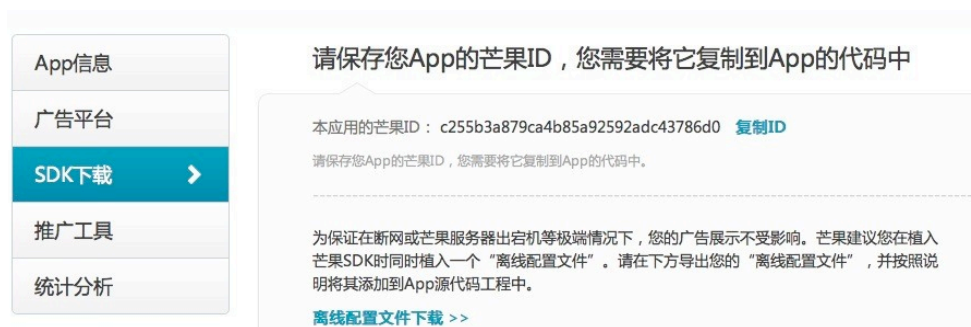 App信息
广告平台
SDK下载
推广工具
统计分析
请保存您App的芒果ID，您需要将它复制到App的代码中
本应用的芒果ID： c255b3a879ca4b85a92592adc43786d0 复制ID
请保存您App的芒果ID，您需要将它复制到App的代码中。
为保证在断网或芒果服务器出宕机等极端情况下，您的广告展示不受影响。芒果建议您在植入
芒果SDK时同时植入一个“离线配置文件”。请在下方导出您的“离线配置文件”，并按照说
明将其添加到App源代码工程中。
离线配置文件下载 >>